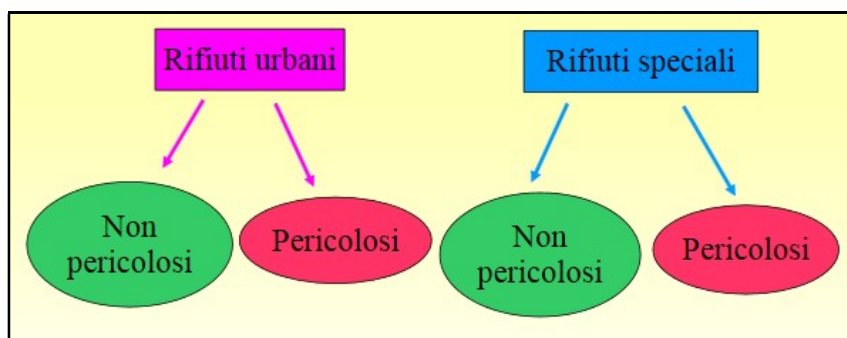 Rifiuti urbani
Rifiuti speciali
Non
pericolosi
Pericolosi
Non
pericolosi
Pericolosi